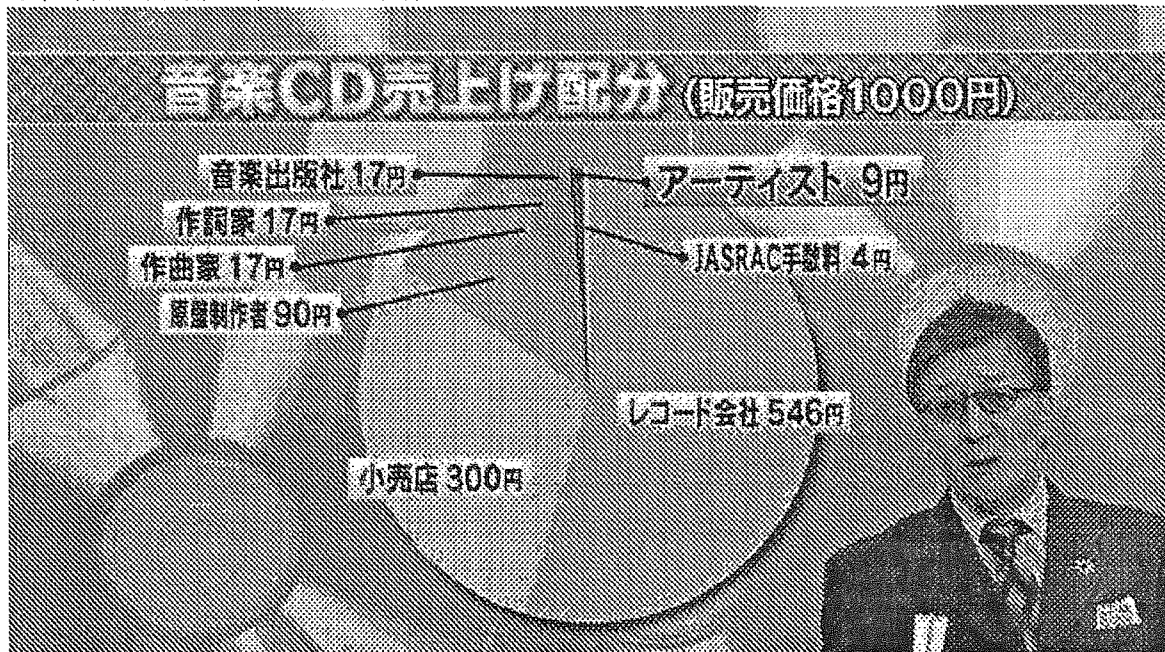 音楽CD売上げ配分 (販売価格1000円)
音楽出版社 17円
アーティスト 9円
作詞家 17円
作曲家 17円
JASRAC手数料 4円
原盤制作者 90円
レコード会社 546円
小売店 300円